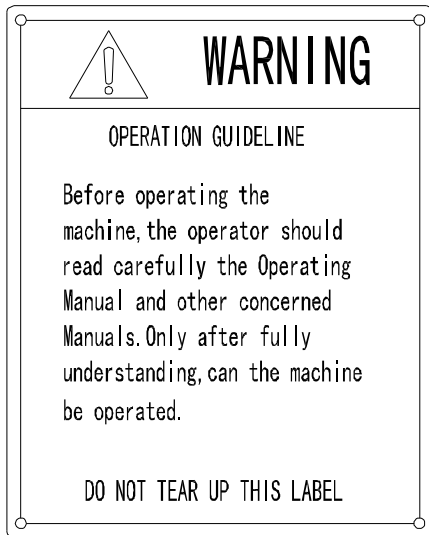 WARNING
OPERATION GUIDELINE
Before operating the
machine,the operator should
read carefully the Operating
Manual and other concerned
Manuals.Only after fully
understanding,can the machine
be operated.
DO NOT TEAR UP THIS LABEL